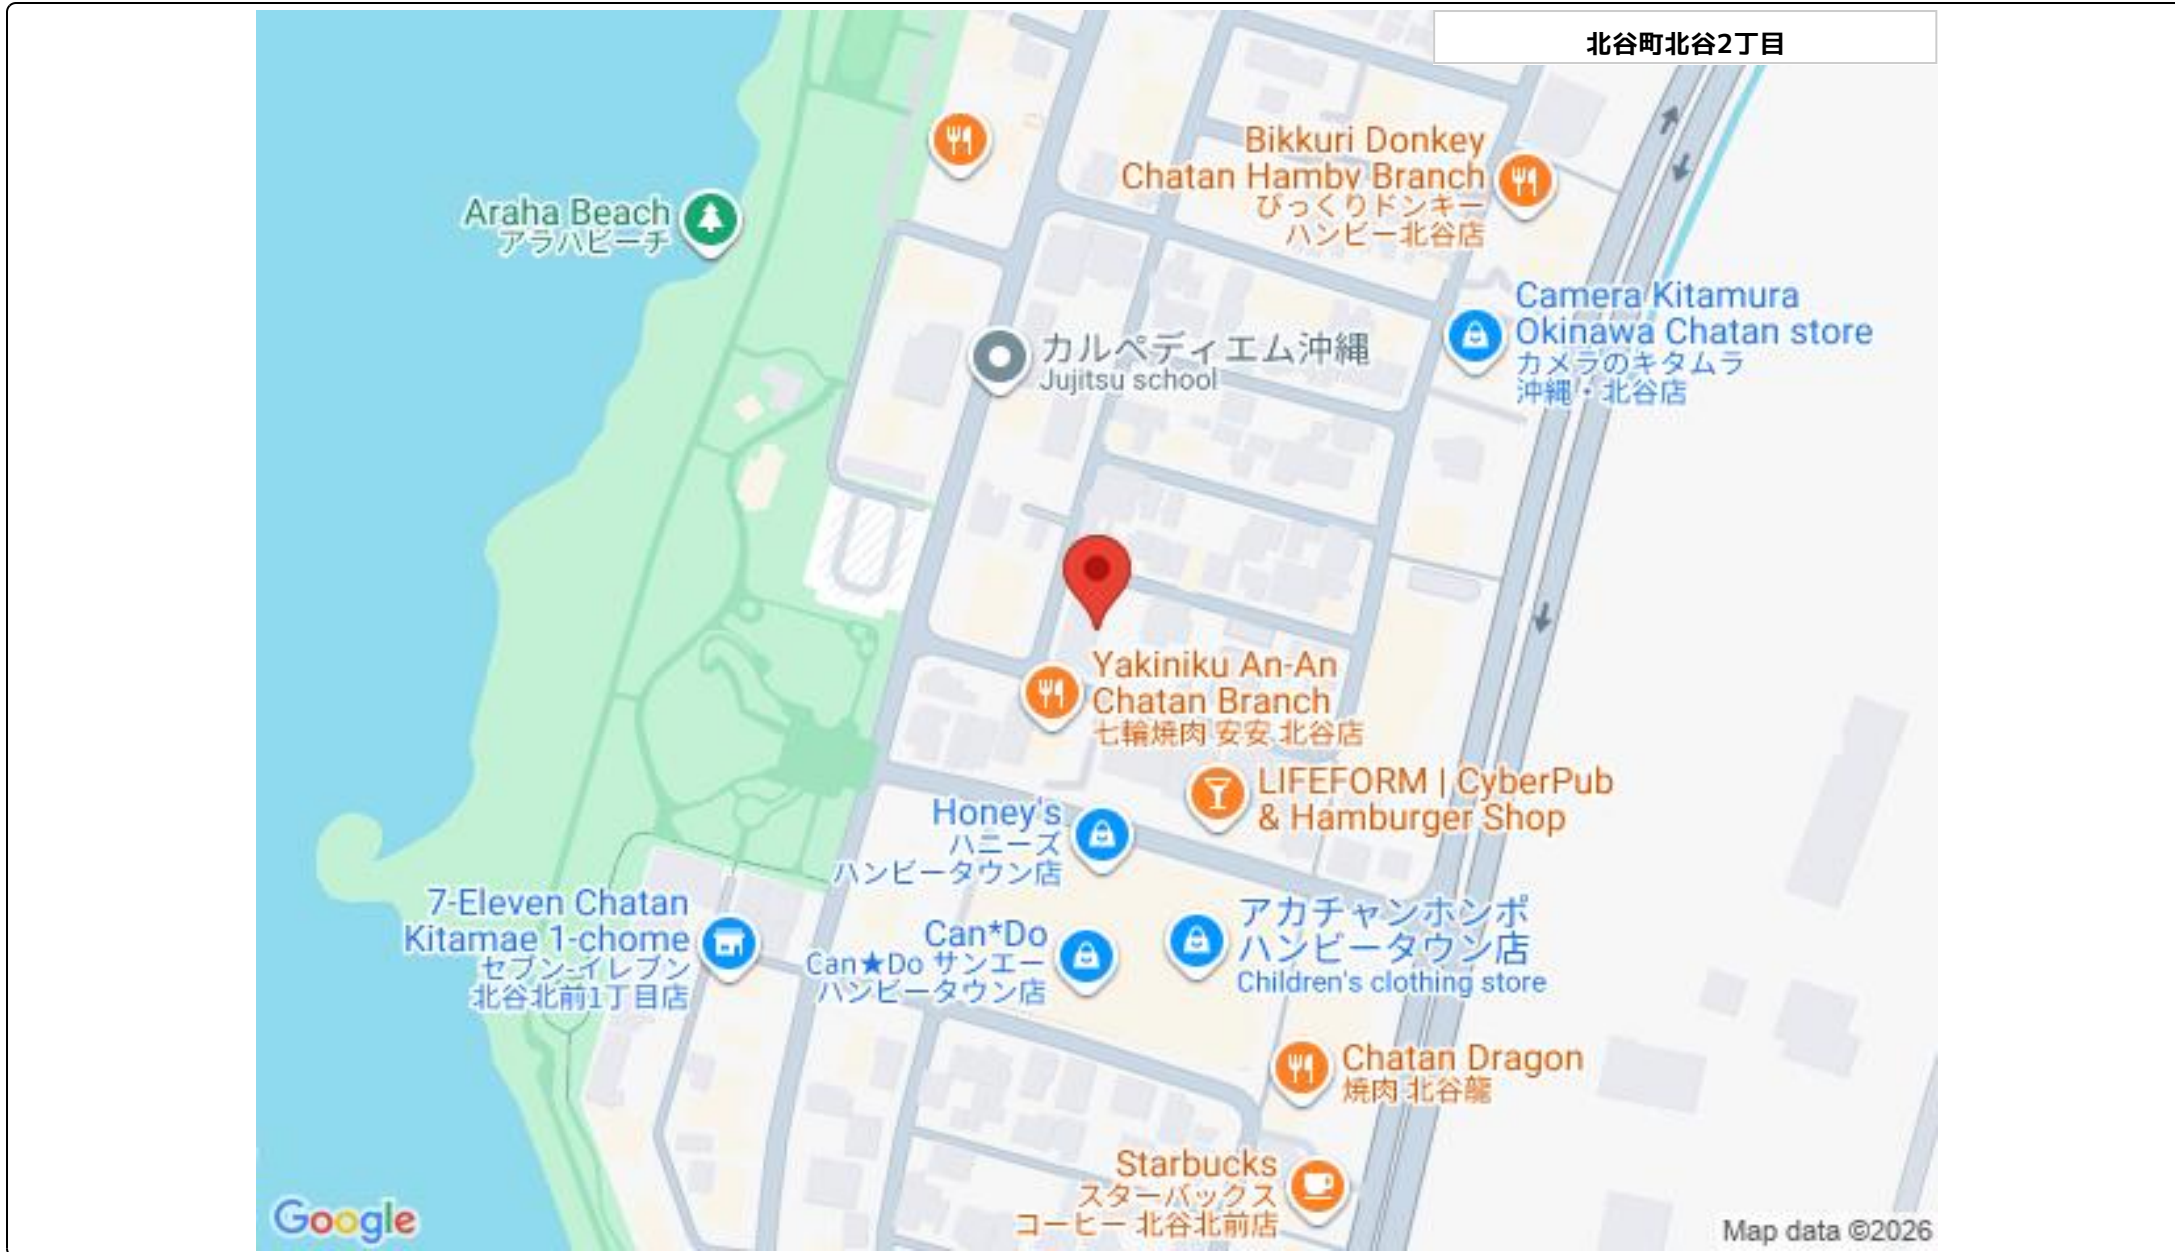 北谷町北谷2丁目
Bikkuri Donkey
Chatan Hamby Branch
びっくりドンキー
ハンビー北谷店
Araha Beach
アラハビーチ
Camera Kitamura
Okinawa Chatan store
カメラのキタムラ
沖縄・北谷店
カルペディエム沖縄
Jujitsu school
Yakiniku An-An
Chatan Branch
七輪焼肉 安安 北谷店
LIFEFORM | CyberPub
& Hamburger Shop
Honey's
ハニーズ
ハンビータウン店
7-Eleven Chatan
Kitamae 1-chome
セブン-イレブン
北谷北前1丁目店
Can*Do
Can★Do サンエー
ハンビータウン店
アカチャンホンポ
ハンビータウン店
Children's clothing store
Chatan Dragon
焼肉 北谷龍
Starbucks
スターバックス
コーヒー 北谷北前店
Google
Map data ©2026